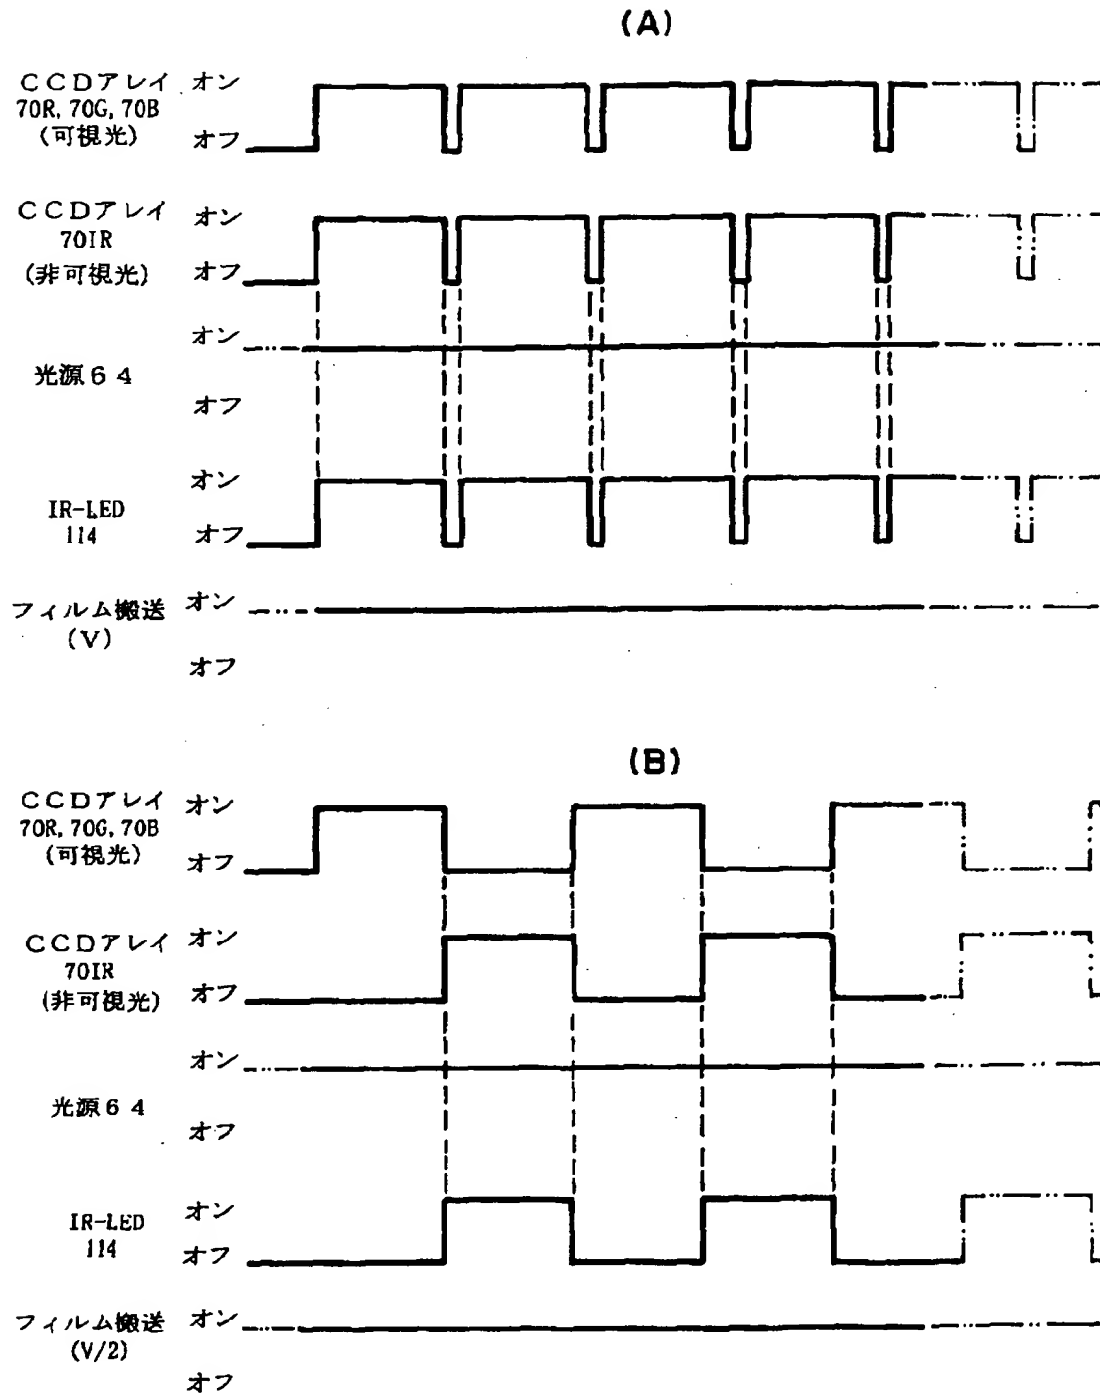 (A)
CCDアレイ オン
70R, 70G, 70B
(可視光) オフ
CCDアレイ オン
70IR
(非可視光) オフ
オン
光源64
オフ
オン
IR-LED
114 オフ
フィルム搬送 オン
(V)
オフ
(B)
CCDアレイ オン
70R, 70G, 70B
(可視光) オフ
CCDアレイ オン
70IR
(非可視光) オフ
オン
光源64
オフ
IR-LED オン
114 オフ
フィルム搬送 オン
(V/2)
オフ